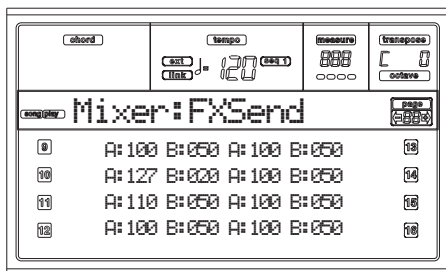 chord tempo measure transpose
ext link ♩= 120 seq 1 888 [ 0
octave
song|play Mixer:FXSend page 88
9 A:100 B:050 A:100 B:050 13
10 A:127 B:020 A:100 B:050 14
11 A:110 B:050 A:100 B:050 15
12 A:100 B:050 A:100 B:050 16